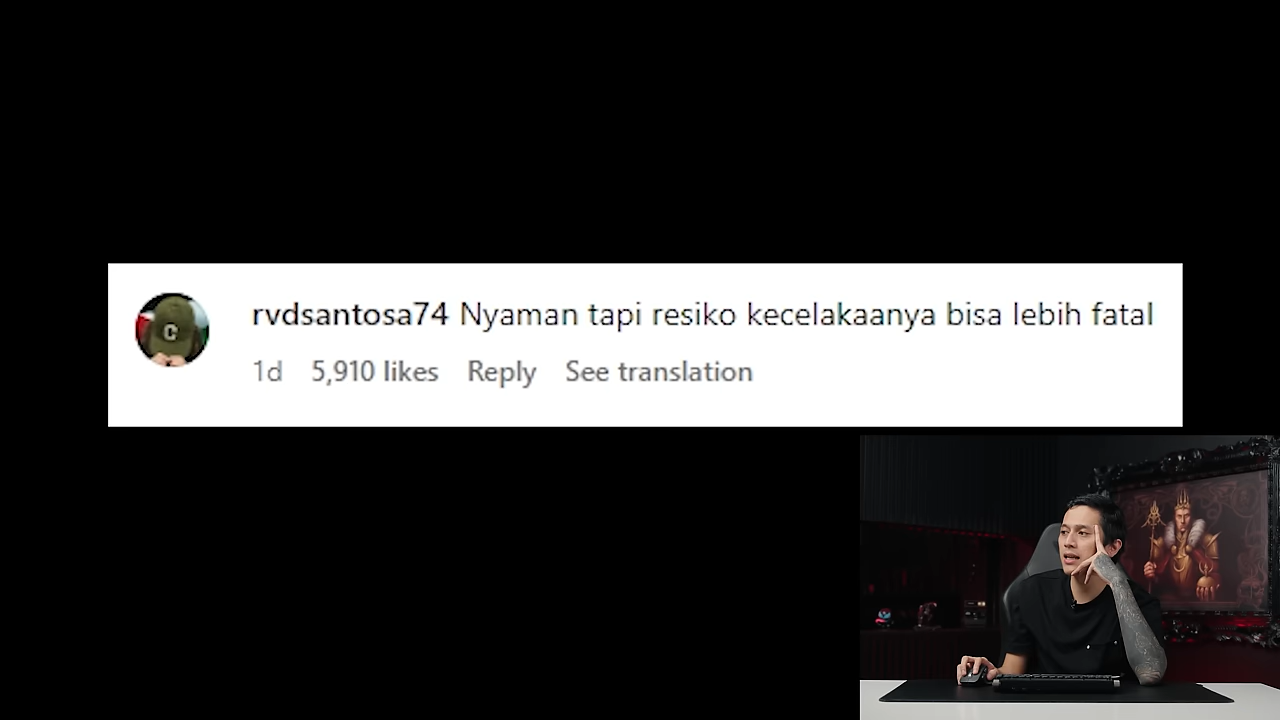 rvdsantosa74 Nyaman tapi resiko kecelakaanya bisa lebih fatal
1d 5,910 likes Reply See translation